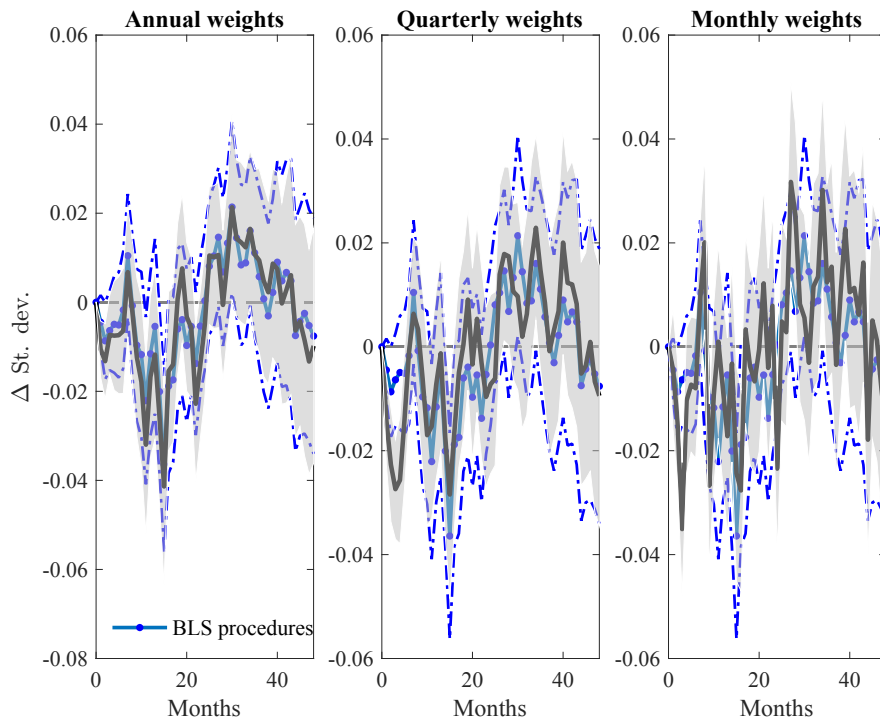 Annual weights
Quarterly weights
Monthly weights
0.06
0.04
0.02
0
-0.02
-0.04
-0.06
-0.08
0.06
0.04
0.02
0
-0.02
-0.04
-0.06
0.06
0.04
0.02
0
-0.02
-0.04
-0.06
Δ St. dev.
BLS procedures
0 20 40
0 20 40
0 20 40
Months
Months
Months